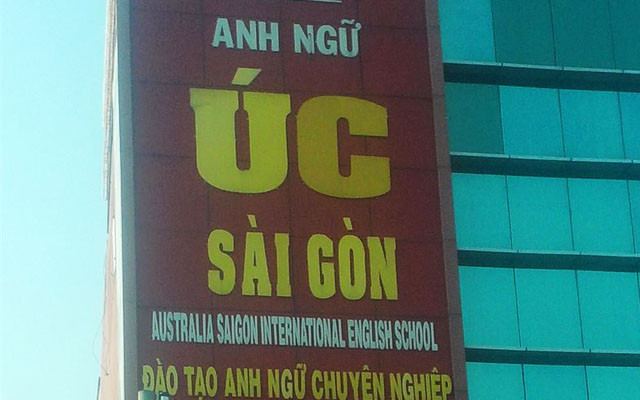 ANH NGỮ
ÚC
SÀI GÒN
AUSTRALIA SAIGON INTERNATIONAL ENGLISH SCHOOL
ĐÀO TẠO ANH NGỮ CHUYÊN NGHIỆP